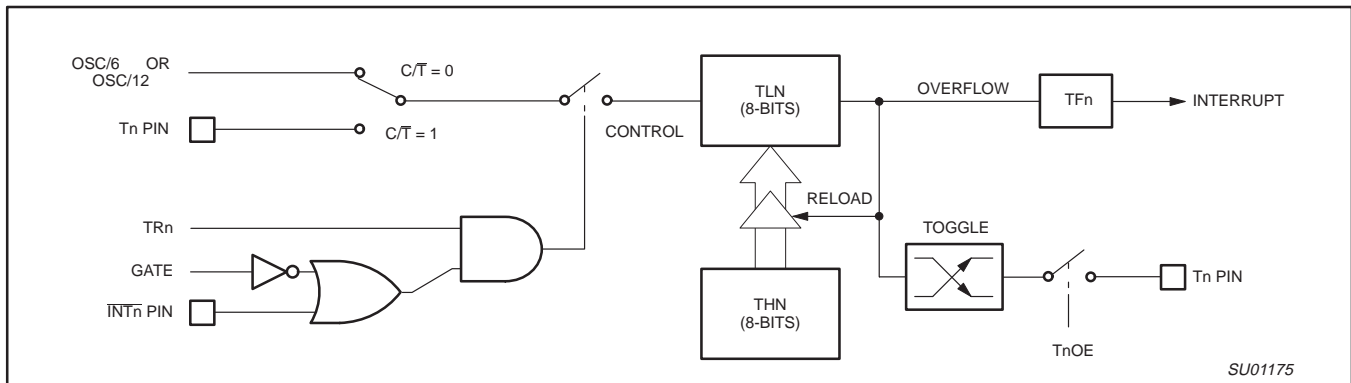 OSC/6 OR
OSC/12
C/T̅ = 0
Tn PIN
C/T̅ = 1
CONTROL
TLN
(8-BITS)
OVERFLOW
TFn
INTERRUPT
RELOAD
TOGGLE
TRn
GATE
I̅N̅T̅n̅ PIN
THN
(8-BITS)
Tn PIN
TnOE
SU01175